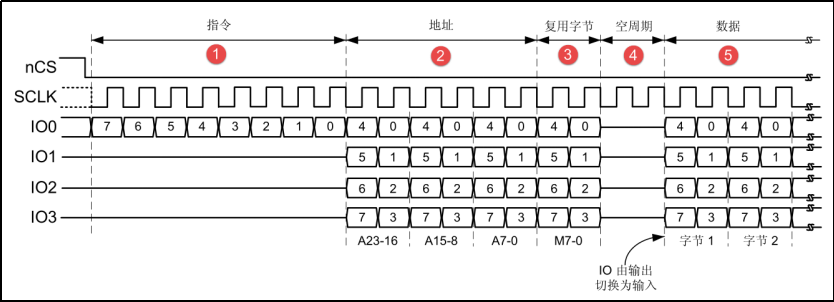 指令 地址 复用字节 空周期 数据
1 2 3 4 5
nCS
SCLK
IO0 7 6 5 4 3 2 1 0 4 0 4 0 4 0 4 0 4 0 4 0
IO1 5 1 5 1 5 1 5 1 5 1 5 1
IO2 6 2 6 2 6 2 6 2 6 2 6 2
IO3 7 3 7 3 7 3 7 3 7 3 7 3
A23-16 A15-8 A7-0 M7-0 字节 1 字节 2
IO 由输出
切换为输入